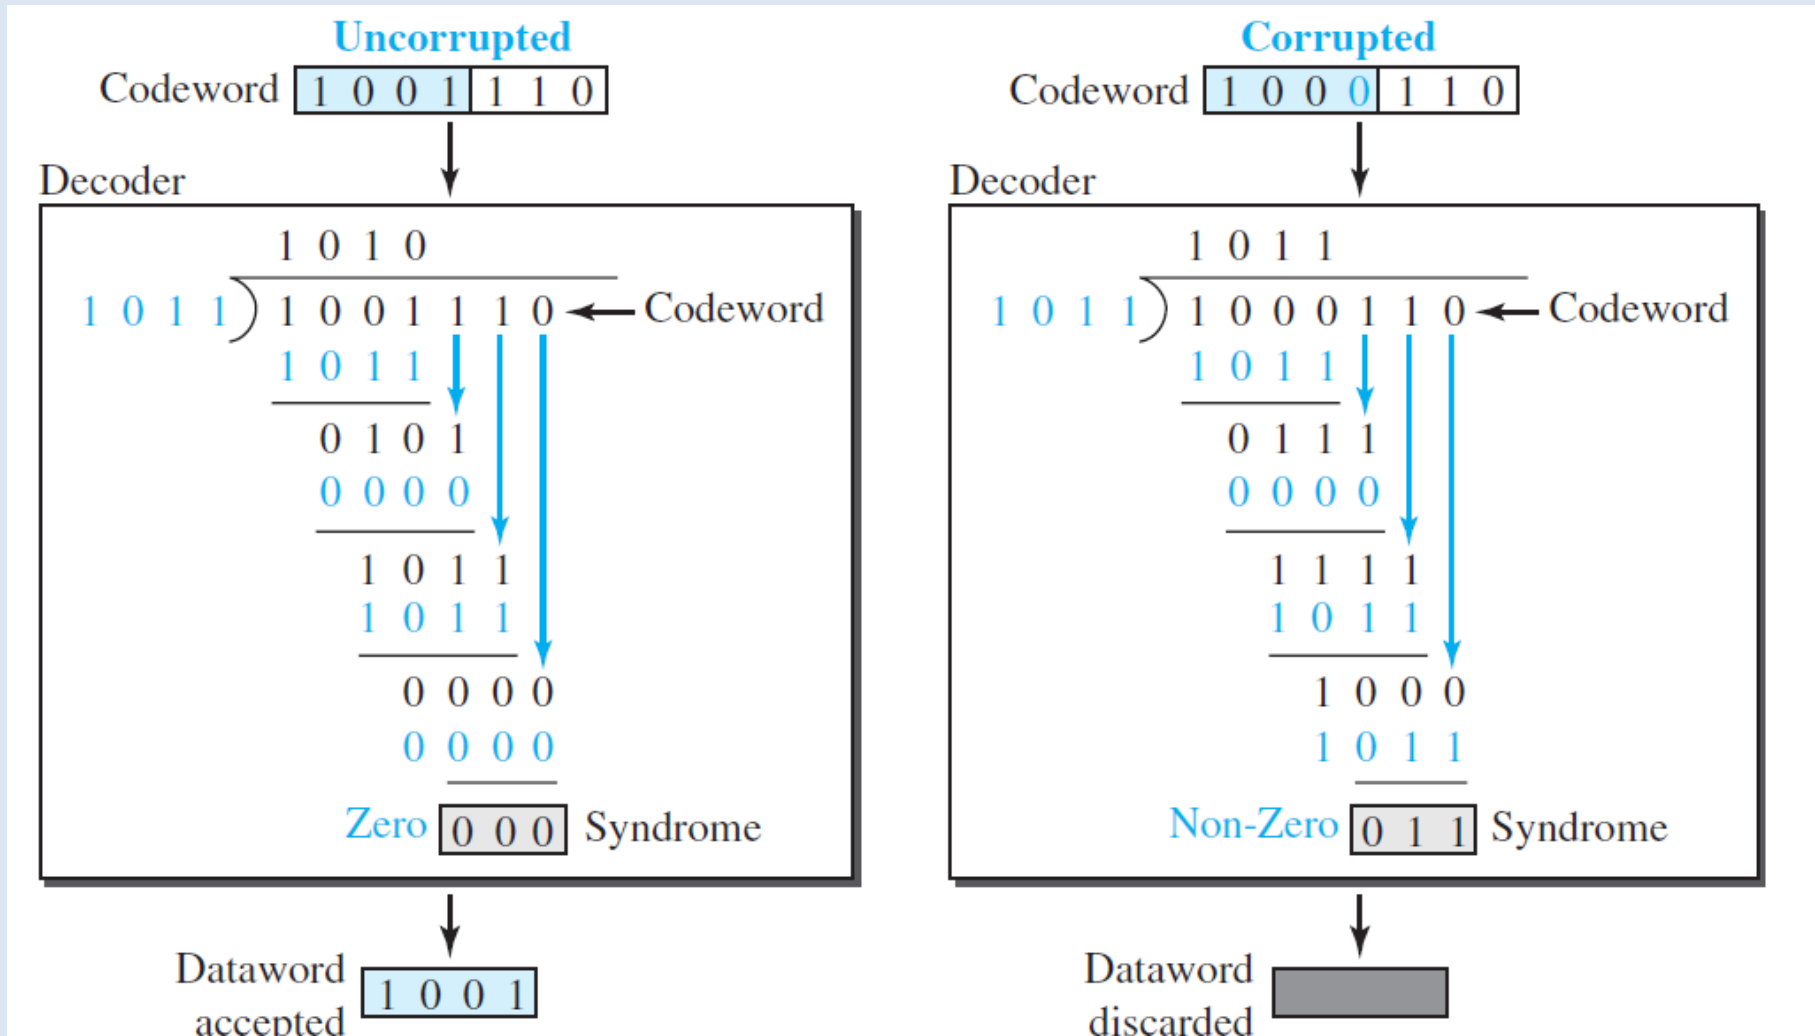 Uncorrupted
Codeword 1 0 0 1 1 1 0
Decoder
1 0 1 0
1 0 1 1 1 0 0 1 1 1 0 Codeword
1 0 1 1
0 1 0 1
0 0 0 0
1 0 1 1
1 0 1 1
0 0 0 0
0 0 0 0
Zero 0 0 0 Syndrome
Dataword 1 0 0 1
accepted
Corrupted
Codeword 1 0 0 0 1 1 0
Decoder
1 0 1 1
1 0 1 1 1 0 0 0 1 1 0 Codeword
1 0 1 1
0 1 1 1
0 0 0 0
1 1 1 1
1 0 1 1
1 0 0 0
1 0 1 1
Non-Zero 0 1 1 Syndrome
Dataword
discarded